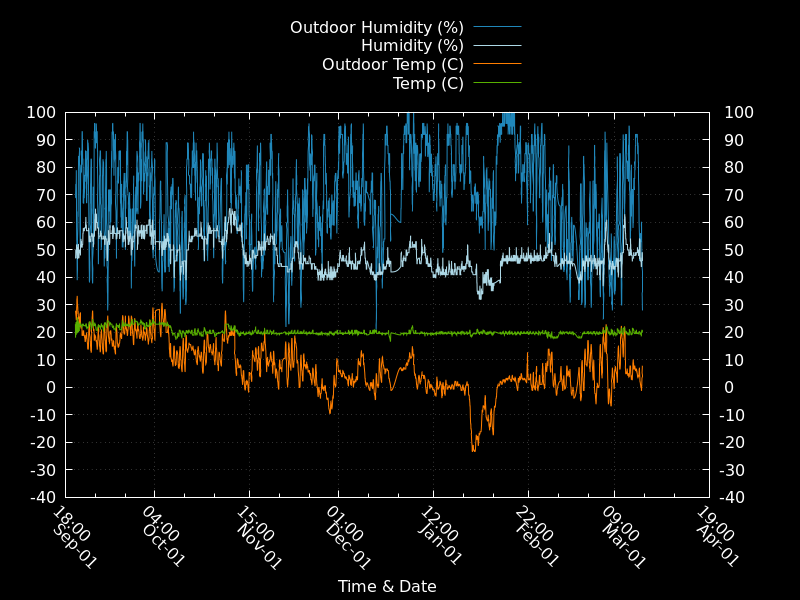 Outdoor Humidity (%)
Humidity (%)
Outdoor Temp (C)
Temp (C)
100 100
90 90
80 80
70 70
60 60
50 50
40 40
30 30
20 20
10 10
0 0
-10 -10
-20 -20
-30 -30
-40 -40
18:00 04:00 15:00 01:00 12:00 22:00 09:00 19:00
Sep-01 Oct-01 Nov-01 Dec-01 Jan-01 Feb-01 Mar-01 Apr-01
Time & Date